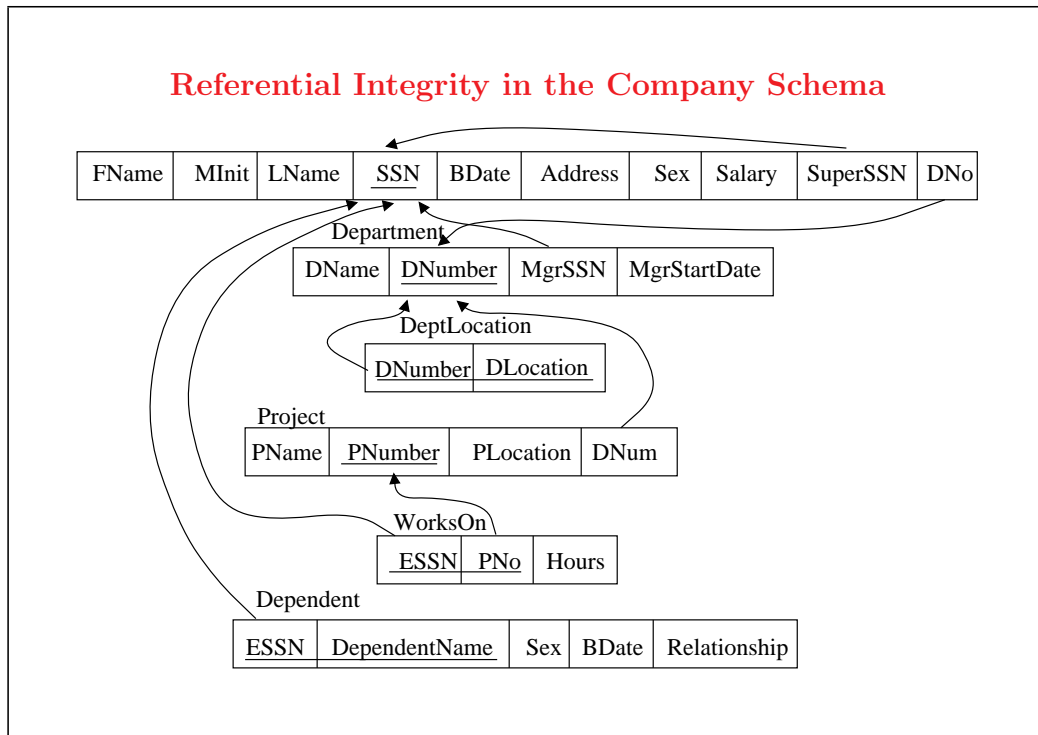 Referential Integrity in the Company Schema
FName MInit LName SSN BDate Address Sex Salary SuperSSN DNo
Department
DName DNumber MgrSSN MgrStartDate
DeptLocation
DNumber DLocation
Project
PName PNumber PLocation DNum
WorksOn
ESSN PNo Hours
Dependent
ESSN DependentName Sex BDate Relationship